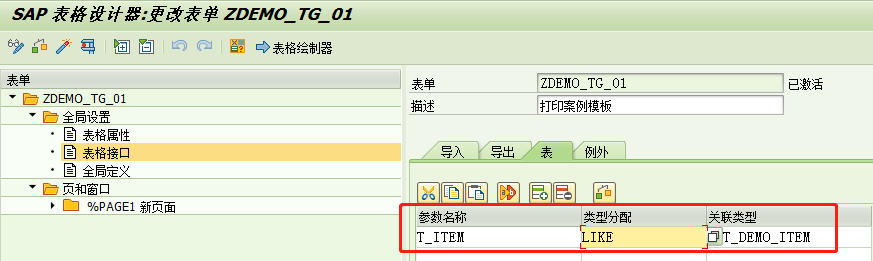 SAP 表格设计器:更改表单 ZDEMO_TG_01
表格绘制器
表单
ZDEMO_TG_01
全局设置
表格属性
表格接口
全局定义
页和窗口
%PAGE1 新页面
表单 ZDEMO_TG_01 已激活
描述 打印案例模板
导入 导出 表 例外
参数名称 类型分配 关联类型
T_ITEM LIKE T_DEMO_ITEM